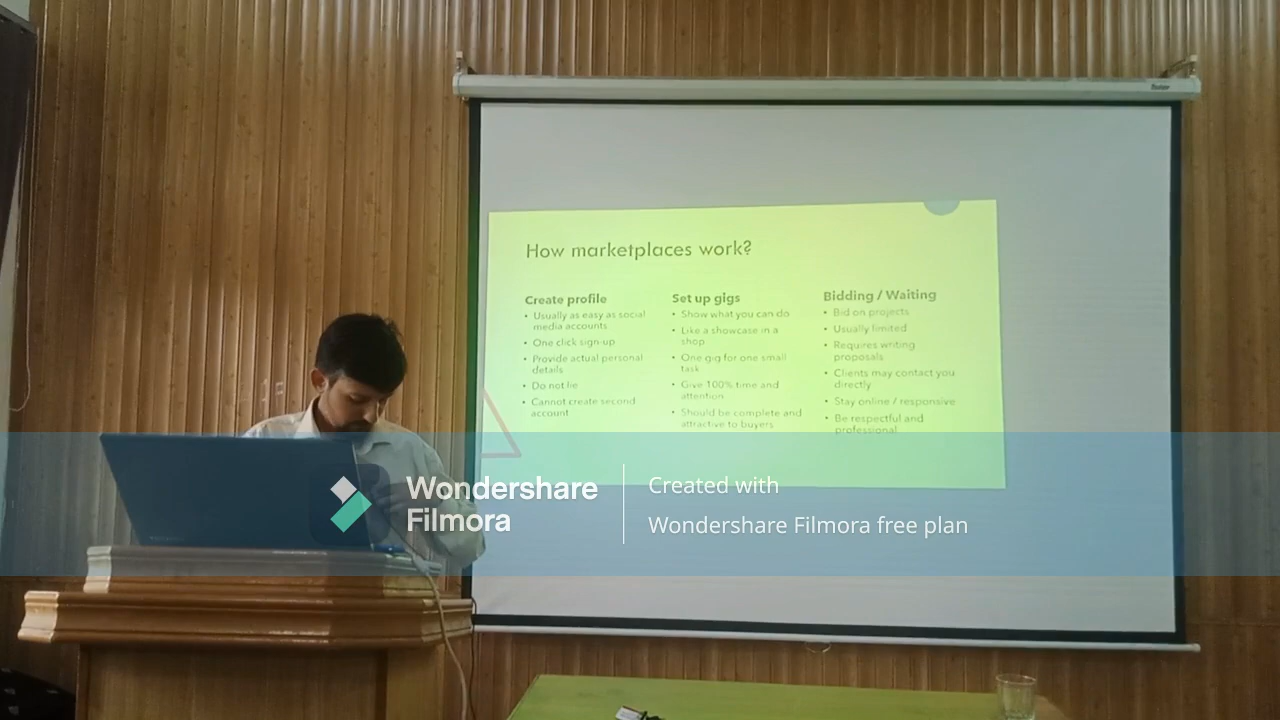 How marketplaces work?
Create profile
• Usually as easy as social
media accounts
• One click sign-up
• Provide actual personal
details
• Do not lie
• Cannot create second
account
Set up gigs
• Show what you can do
• Like a showcase in a
shop
• One gig for one small
task
• Give 100% time and
attention
• Should be complete and
attractive to buyers
Bidding / Waiting
• Bid on projects
• Usually limited
• Requires writing
proposals
• Clients may contact you
directly
• Stay online / responsive
• Be respectful and
professional
Wondershare
Filmora
Created with
Wondershare Filmora free plan